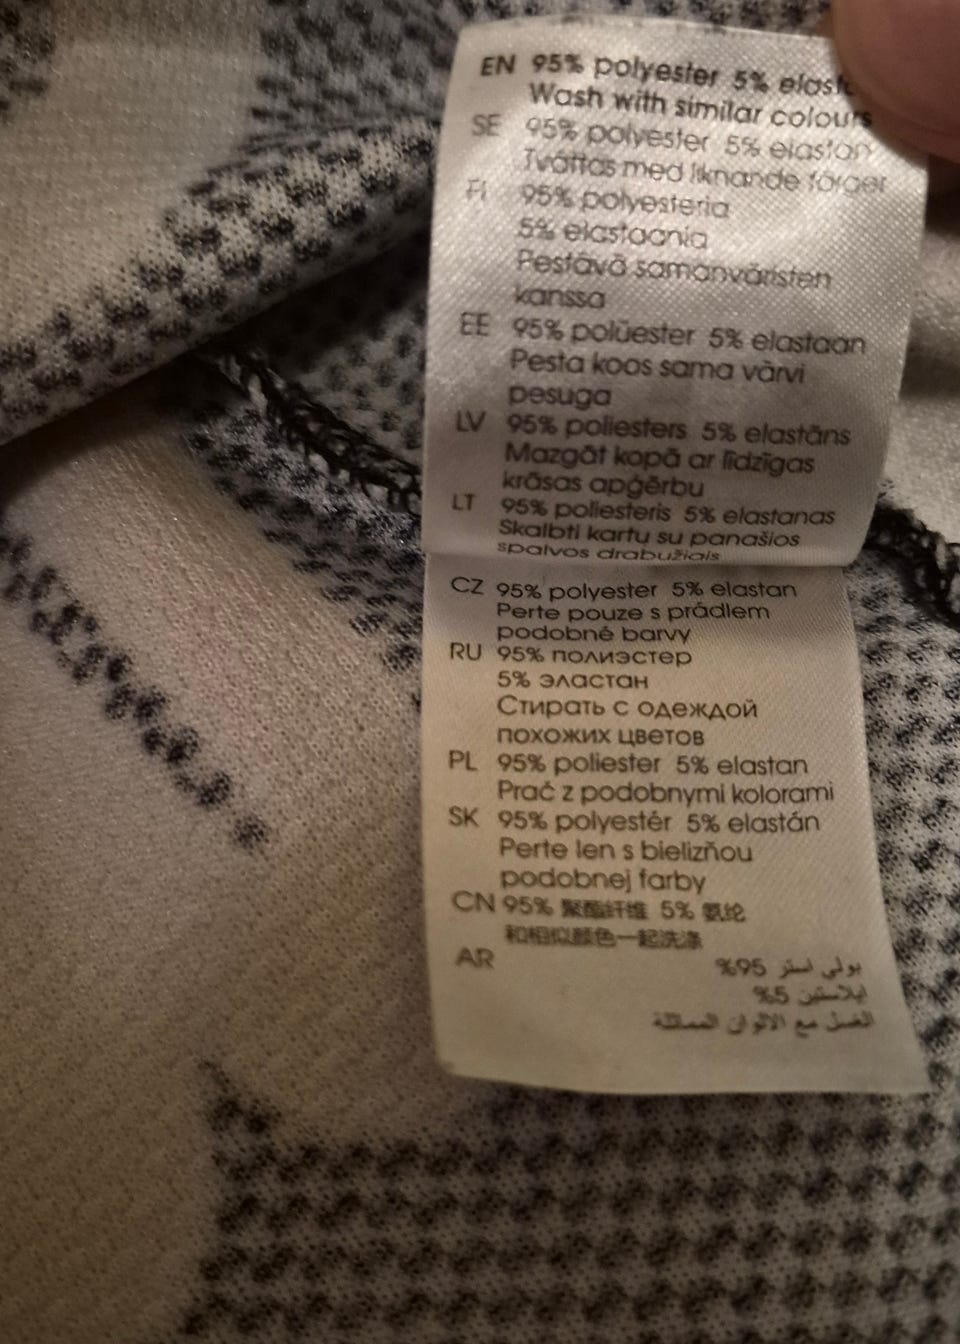 EN 95% polyester 5%
Wash with similar colours
SE 95% polyester 5% elastan
Tvättas med liknande färger
FI 95% polyesteria
5% elastaania
Pestävä samanväristen
kanssa
EE 95% polüester 5% elastaan
Pesta koos sama värvi
pesuga
LV 95% poliesters 5% elastāns
Mazgāt kopā ar līdzīgas
krāsas apģērbu
LT 95% poliesteris 5% elastanas
Skalbti kartu su panašios
spalvos drabužiais
CZ 95% polyester 5% elastan
Perte pouze s prádlem
podobné barvy
RU 95% полиэстер
5% эластан
Стирать с одеждой
похожих цветов
PL 95% poliester 5% elastan
Prać z podobnymi kolorami
SK 95% polyestér 5% elastán
Perte len s bielizňou
podobnej farby
CN 95% 聚酯纤维 5% 氨纶
和相似颜色一起洗涤
AR بولي استر 95%
ايلاستين 5%
الغسل مع الألوان المماثلة